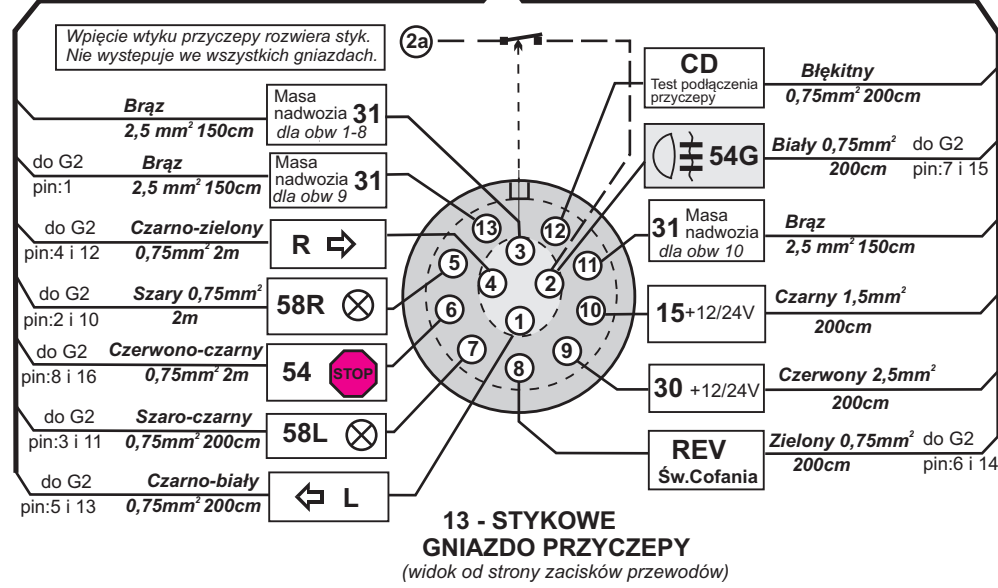 Wpięcie wtyku przyczepy rozwiera styk.
Nie wystepuje we wszystkich gniazdach.
2a
Brąz
2,5 mm² 150cm
Masa
nadwozia 31
dla obw 1-8
do G2
pin:1
Brąz
2,5 mm² 150cm
Masa
nadwozia 31
dla obw 9
do G2
pin:4 i 12
Czarno-zielony
0,75mm² 2m
R
do G2
pin:2 i 10
Szary 0,75mm²
2m
58R
do G2
pin:8 i 16
Czerwono-czarny
0,75mm² 2m
54
STOP
do G2
pin:3 i 11
Szaro-czarny
0,75mm² 200cm
58L
do G2
pin:5 i 13
Czarno-biały
0,75mm² 200cm
L
13
12
3
5
11
4
2
6
10
1
7
9
8
CD
Test podłączenia
przyczepy
Błękitny
0,75mm² 200cm
54G
Biały 0,75mm²
200cm
do G2
pin:7 i 15
31 Masa
nadwozia
dla obw 10
Brąz
2,5 mm² 150cm
15+12/24V
Czarny 1,5mm²
200cm
30 +12/24V
Czerwony 2,5mm²
200cm
REV
Św.Cofania
Zielony 0,75mm²
200cm
do G2
pin:6 i 14
13 - STYKOWE
GNIAZDO PRZYCZEPY
(widok od strony zacisków przewodów)